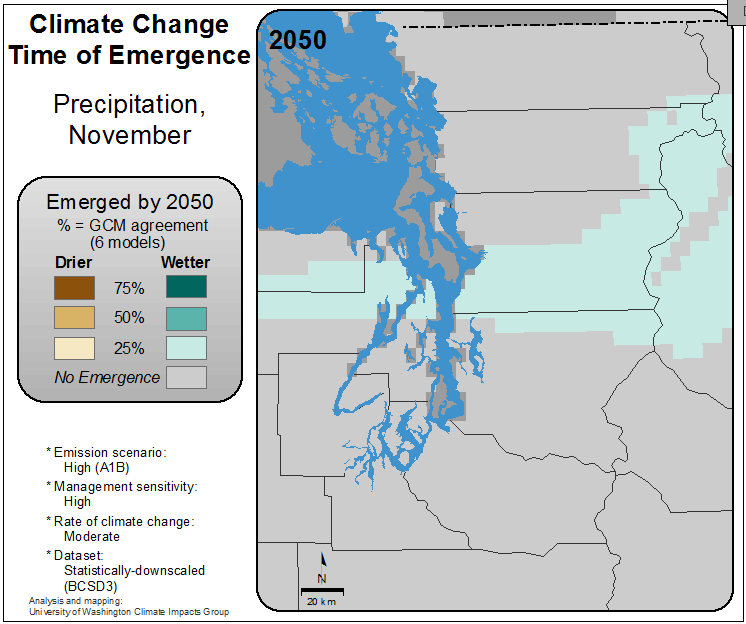 Climate Change
Time of Emergence
Precipitation,
November
Emerged by 2050
% = GCM agreement
(6 models)
Drier Wetter
75%
50%
25%
No Emergence
* Emission scenario:
High (A1B)
* Management sensitivity:
High
* Rate of climate change:
Moderate
* Dataset:
Statistically-downscaled
(BCSD3)
Analysis and mapping:
University of Washington Climate Impacts Group
2050
N
20 km